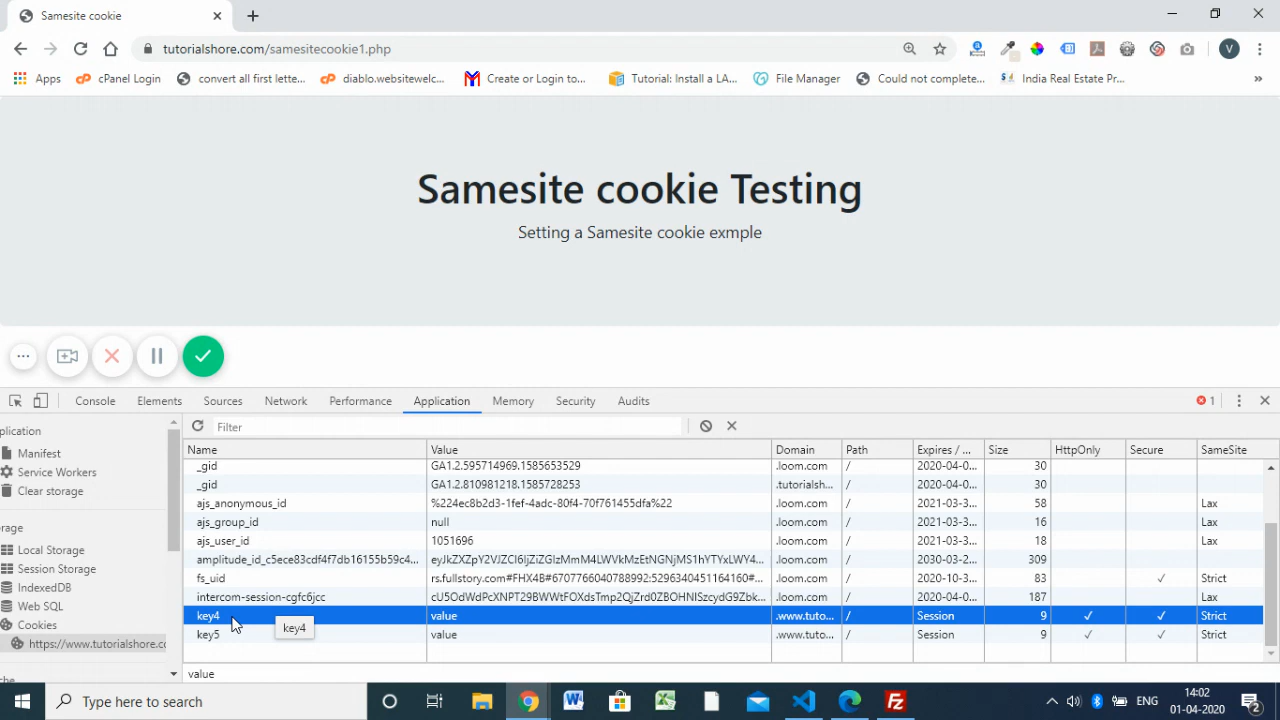 Samesite cookie
tutorialshore.com/samesitecookie1.php
V
Apps cPanel Login convert all first lette... diablo.websitewelc... Create or Login to... Tutorial: Install a LA... File Manager Could not complete... India Real Estate Pr... »
Samesite cookie Testing
Setting a Samesite cookie exmple
Console Elements Sources Network Performance Application Memory Security Audits 1
plication
Manifest
Service Workers
Clear storage
rage
Local Storage
Session Storage
IndexedDB
Web SQL
Cookies
https://www.tutorialshore.co
Filter
Name Value Domain Path Expires / ... Size HttpOnly Secure SameSite
_gid GA1.2.595714969.1585653529 .loom.com / 2020-04-0... 30
_gid GA1.2.810981218.1585728253 .tutorialsh... / 2020-04-0... 30
ajs_anonymous_id %224ec8b2d3-1fef-4adc-80f4-70f761455dfa%22 .loom.com / 2021-03-3... 58 Lax
ajs_group_id null .loom.com / 2021-03-3... 16 Lax
ajs_user_id 1051696 .loom.com / 2021-03-3... 18 Lax
amplitude_id_c5ece83cdf4f7db16155b59c4... .loom.com / 2030-03-2... 309
fs_uid rs.fullstory.com#FHX4B#6707766040788992:5296340451164160#... .loom.com / 2020-10-3... 83 ✓ Strict
intercom-session-cgfc6jcc .loom.com / 2020-04-0... 187 Lax
key4 value .www.tuto... / Session 9 ✓ ✓ Strict
key4
key5 value .www.tuto... / Session 9 ✓ ✓ Strict
value
Type here to search
ENG
14:02
01-04-2020
2